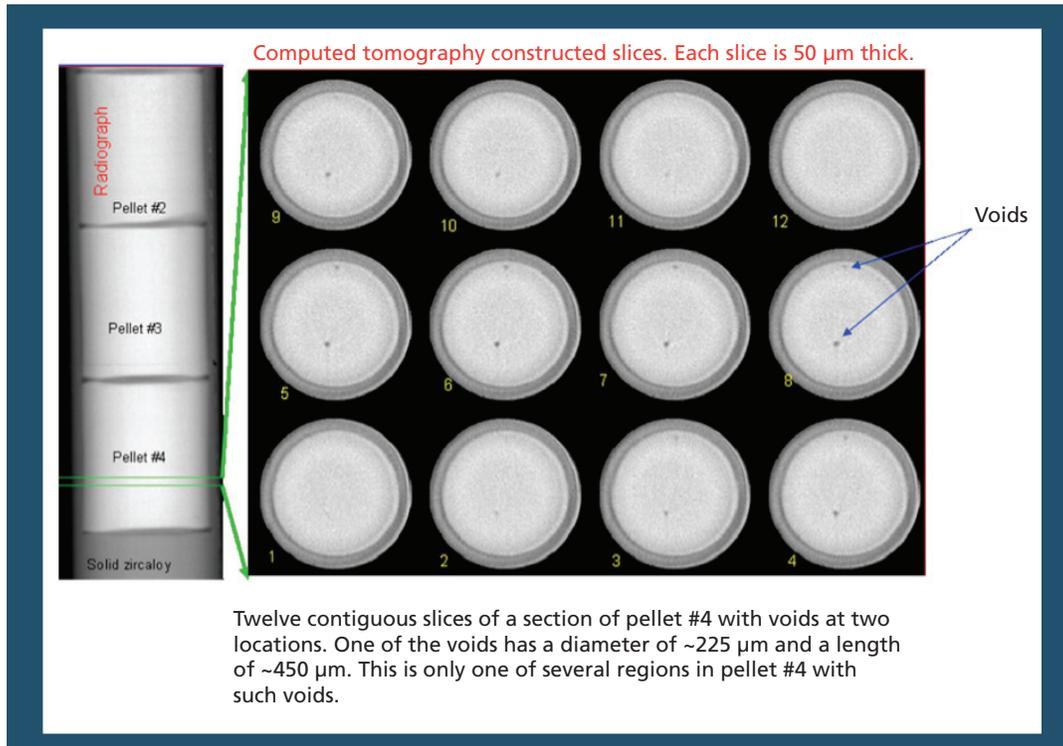 Computed tomography constructed slices. Each slice is 50 µm thick.
Radiograph
Pellet #2
Pellet #3
Pellet #4
Solid zircaloy
9
10
11
12
Voids
5
6
7
8
1
2
3
4
Twelve contiguous slices of a section of pellet #4 with voids at two
locations. One of the voids has a diameter of ~225 µm and a length
of ~450 µm. This is only one of several regions in pellet #4 with
such voids.